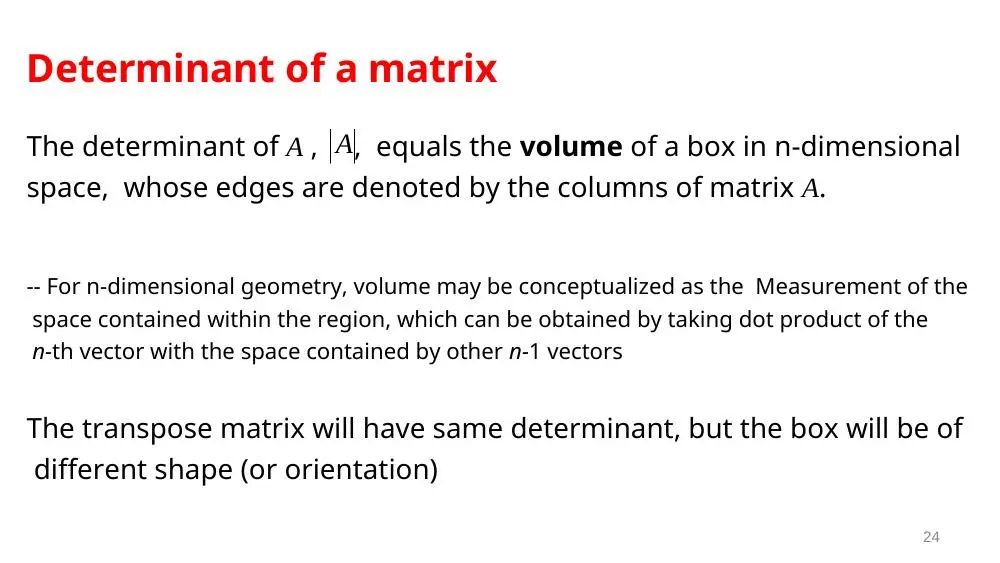 Determinant of a matrix
The determinant of A , |A|, equals the volume of a box in n-dimensional
space, whose edges are denoted by the columns of matrix A.
-- For n-dimensional geometry, volume may be conceptualized as the Measurement of the
space contained within the region, which can be obtained by taking dot product of the
n-th vector with the space contained by other n-1 vectors
The transpose matrix will have same determinant, but the box will be of
different shape (or orientation)
24